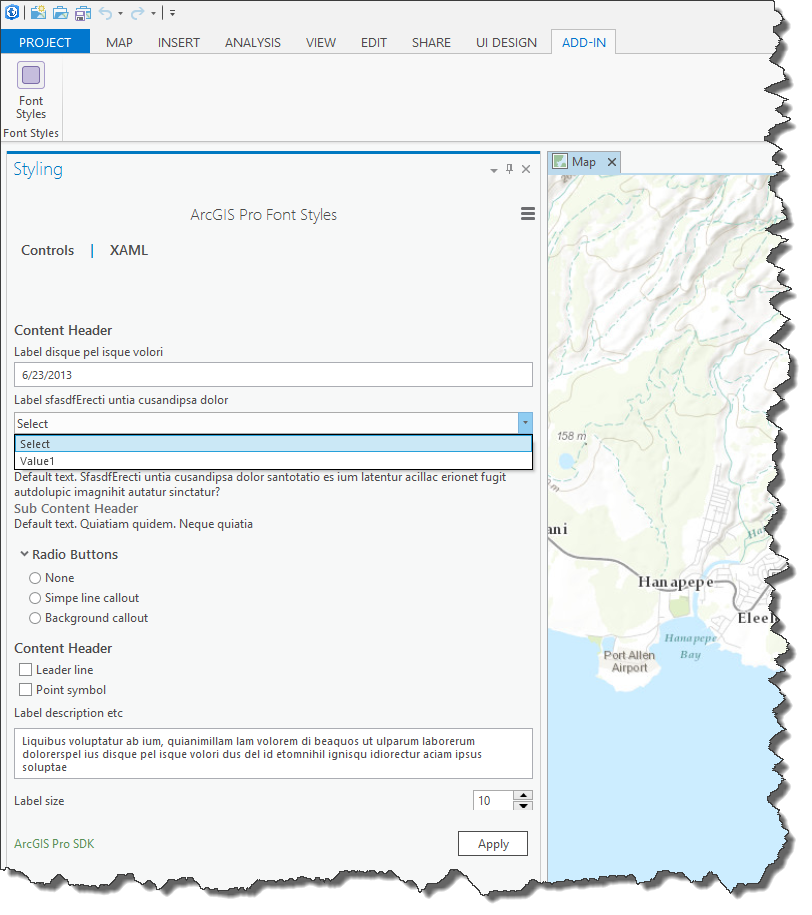 PROJECT MAP INSERT ANALYSIS VIEW EDIT SHARE UI DESIGN ADD-IN
Font
Styles
Font Styles
Styling
Map
ArcGIS Pro Font Styles
Controls | XAML
Content Header
Label disque pel isque volori
6/23/2013
Label sfasdfErecti untia cusandipsa dolor
Select
Select
Value1
Default text. SfasdfErecti untia cusandipsa dolor santotatio es ium latentur acillac erionet fugit
autdolupic imagnihit autatur sinctatur?
Sub Content Header
Default text. Quiatiam quidem. Neque quiatia
Radio Buttons
None
Simpe line callout
Background callout
Content Header
Leader line
Point symbol
Label description etc
Liquibus voluptatur ab ium, quianimillam lam volorem di beaquos ut ulparum laborerum
dolorerspel ius disque pel isque volori dus del id etomnihil ignisqu idiorectur aciam ipsus
soluptae
Label size
10
ArcGIS Pro SDK
Apply
158 m
m
ani
Ha
Hanapepe
Eleel
Hanapepe
Bay
Port Allen
Airport